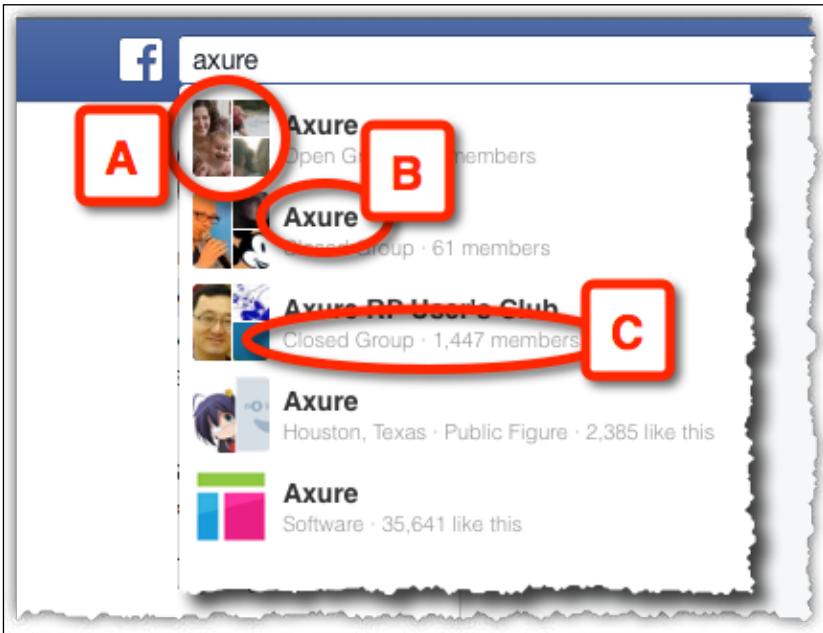 f axure
A
Axure
Open members
B
Axure
Closed Group · 61 members
Axure RP User's Club
Closed Group · 1,447 members
C
Axure
Houston, Texas · Public Figure · 2,385 like this
Axure
Software · 35,641 like this